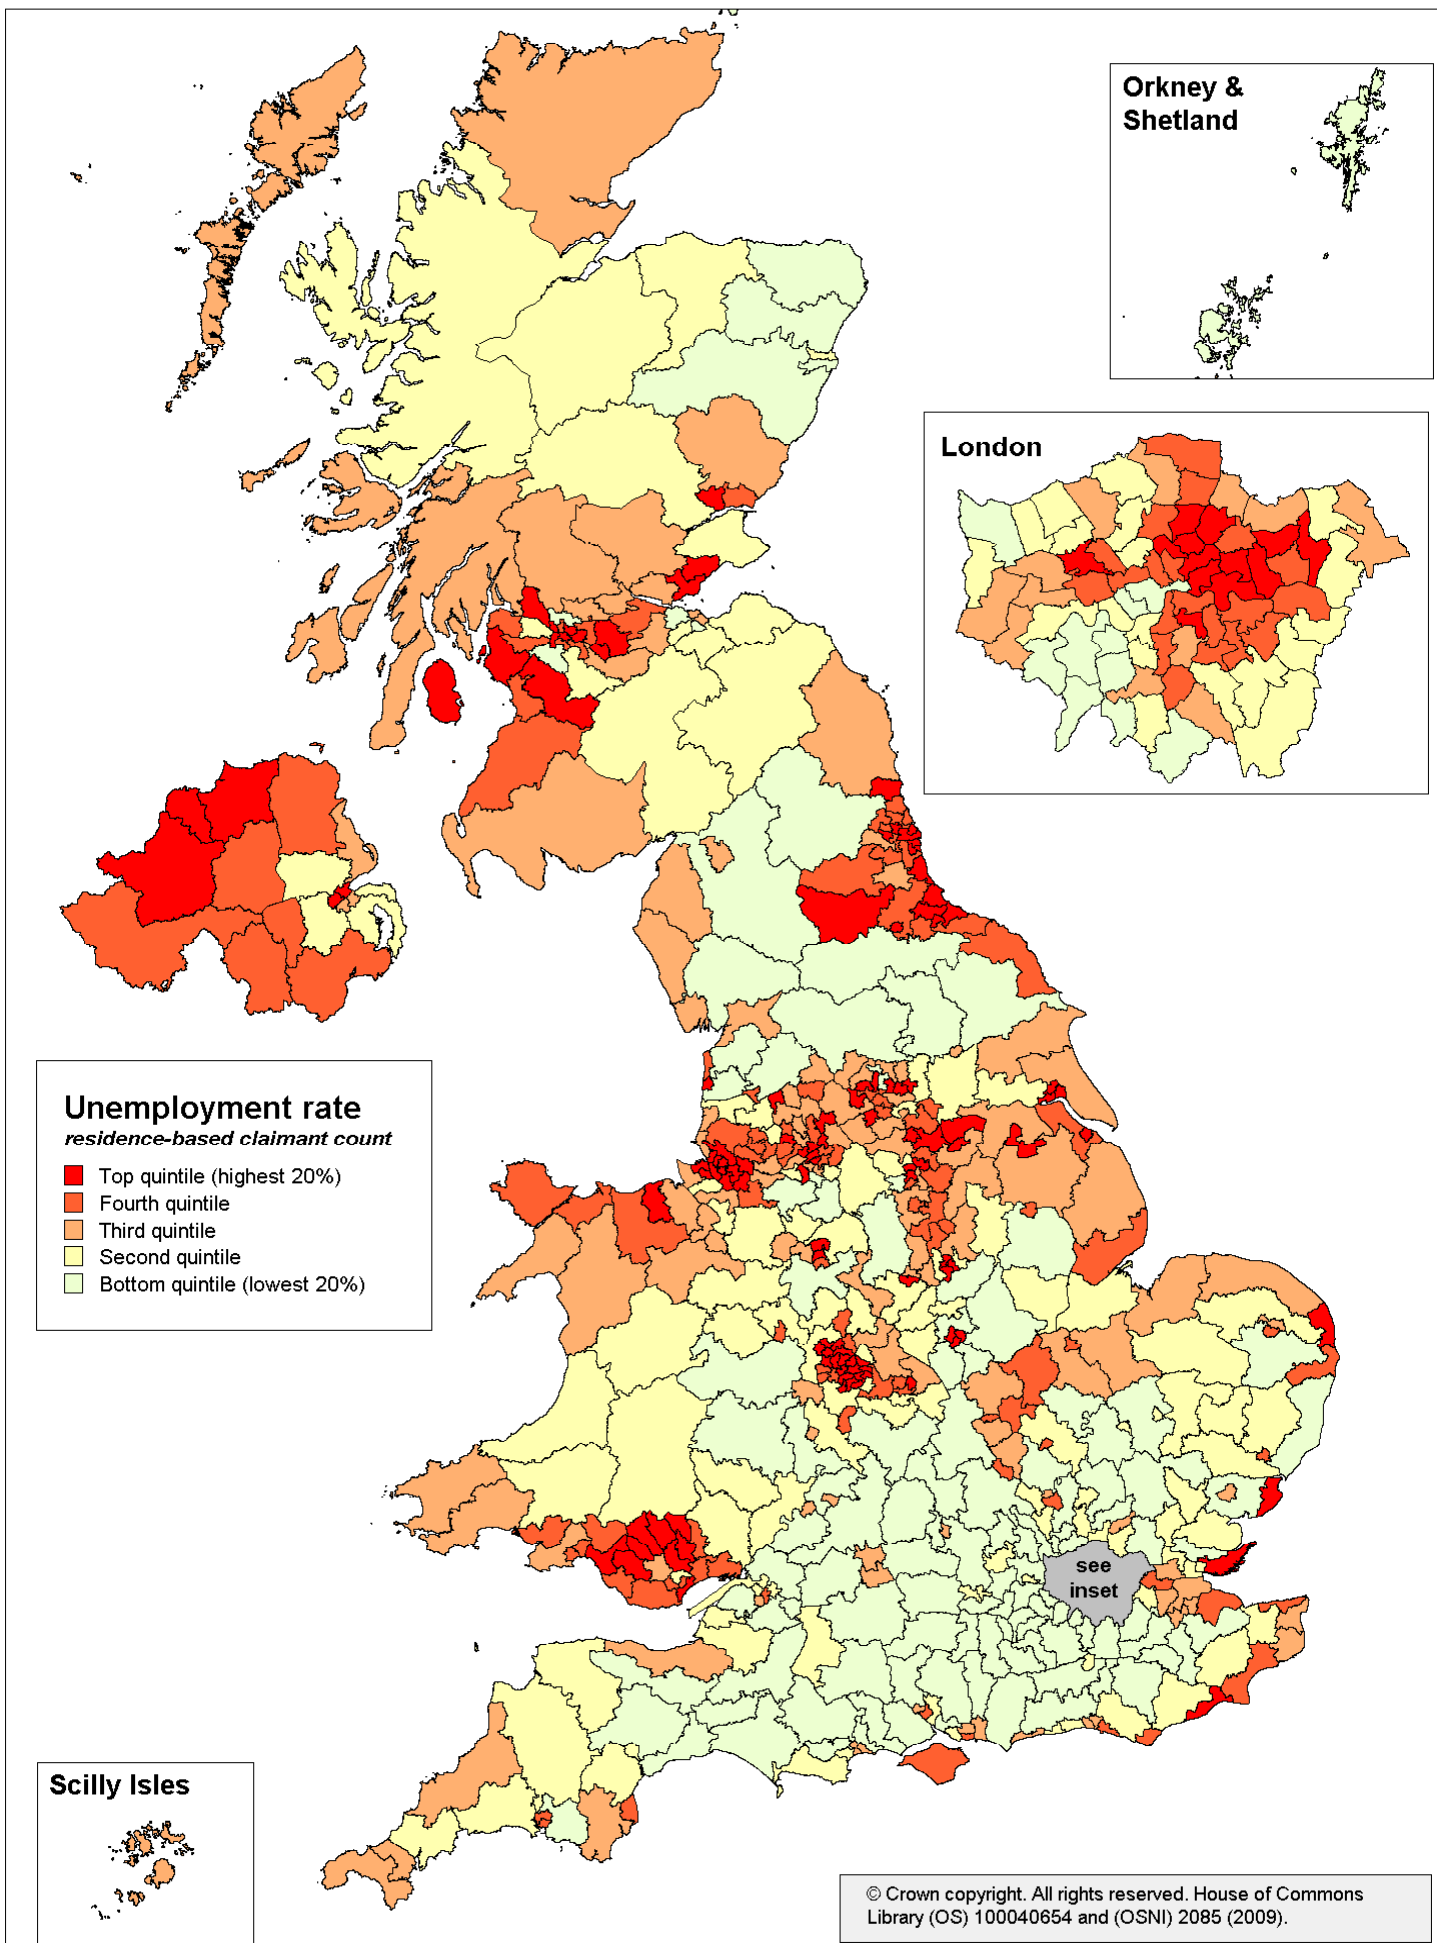 Orkney &
Shetland
London
Unemployment rate
residence-based claimant count
Top quintile (highest 20%)
Fourth quintile
Third quintile
Second quintile
Bottom quintile (lowest 20%)
see
inset
Scilly Isles
© Crown copyright. All rights reserved. House of Commons
Library (OS) 100040654 and (OSNI) 2085 (2009).